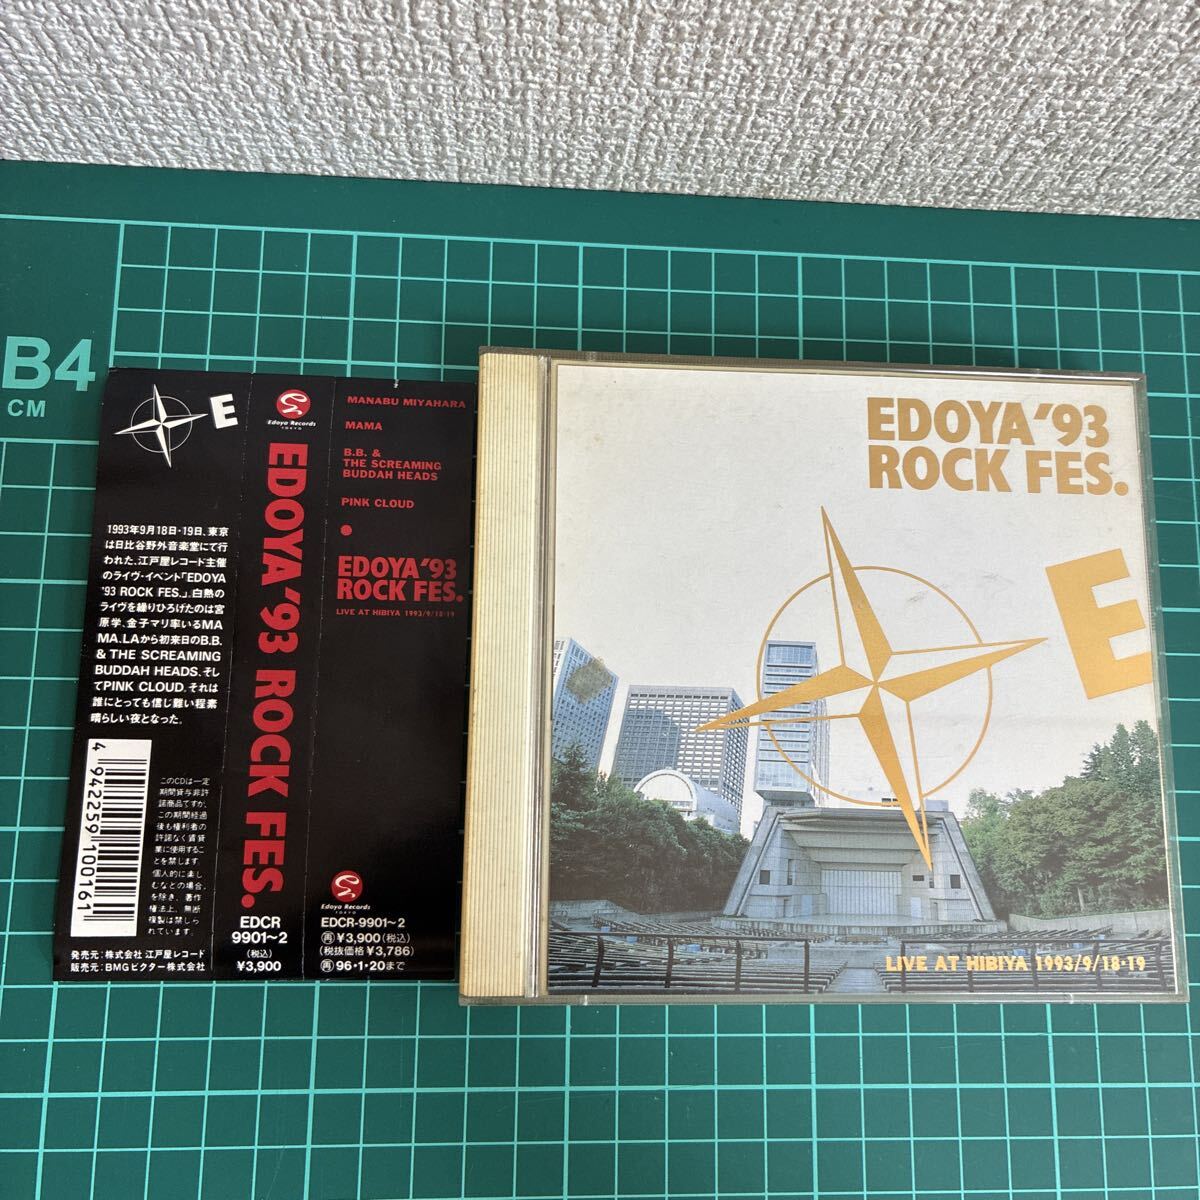 B4
CM
E
1993年9月18日・19日、東京
は日比谷野外音楽堂にて行
われた、江戸屋レコード主催
のライヴ・イベント「EDOYA
'93 ROCK FES.」。白熱の
ライヴを繰りひろげたのは宮
原学、金子マリ率いるMA
MA.LAから初来日のB.B.
& THE SCREAMING
BUDDAH HEADS.そし
てPINK CLOUD.それは
誰にとっても信じ難い程素
晴らしい夜となった。
4 942259 100161
このCDは一定
期間貸与非許
諾商品ですが、
この期間経過
後も権利者の
許諾なく賃貸
業に使用するこ
とを禁じます。
個人的に楽し
むなどの場合、
を除き、著作
権法上、無断
複製は禁じら
れています。
発売元：株式会社 江戸屋レコード
販売元：BMGビクター株式会社
Edoya Records
TOKYO
EDOYA'93 ROCK FES.
EDCR
9901〜2
(税込)
¥3,900
MANABU MIYAHARA
MAMA
B.B. &
THE SCREAMING
BUDDAH HEADS
PINK CLOUD
EDOYA'93
ROCK FES.
LIVE AT HIBIYA 1993/9/18・19
Edoya Records
TOKYO
EDCR-9901〜2
再¥3,900(税込)
(税抜価格¥3,786)
再96・1・20まで
EDOYA'93
ROCK FES.
E
LIVE AT HIBIYA 1993/9/18・19